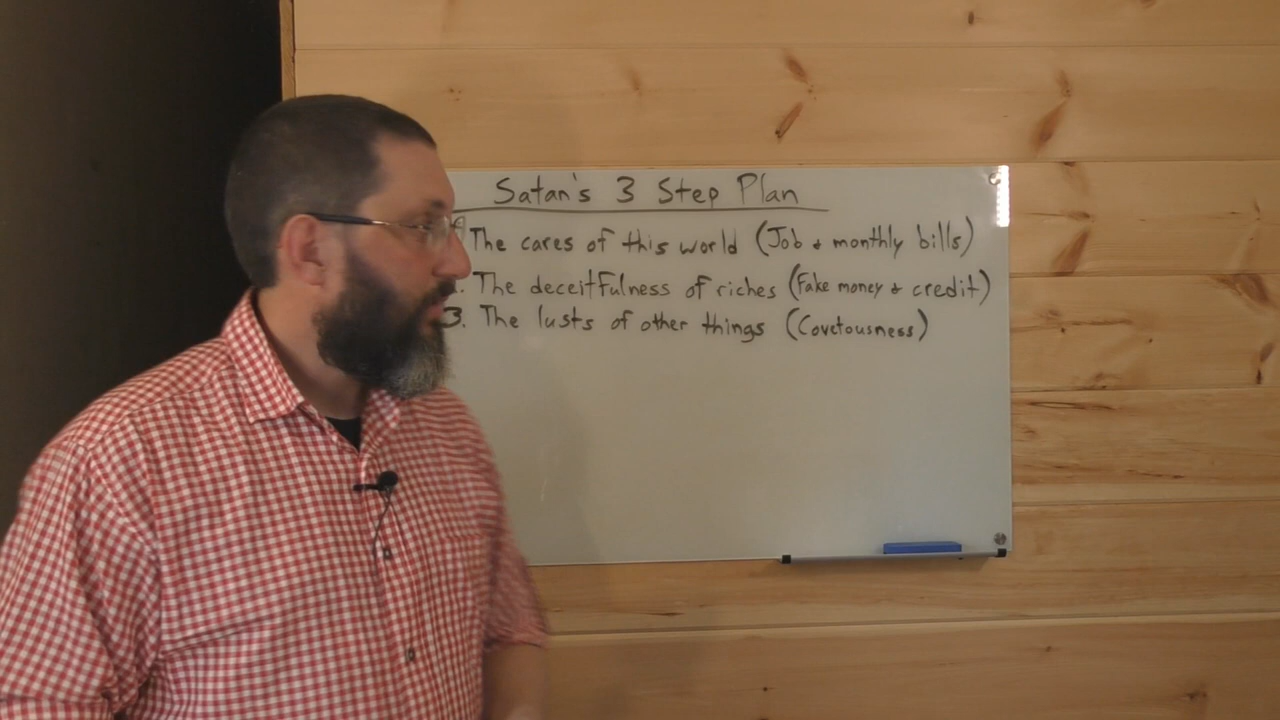 Satan's 3 Step Plan
The cares of this world (Job & monthly bills)
. The deceitfulness of riches (Fake money & credit)
3. The lusts of other things (Covetousness)